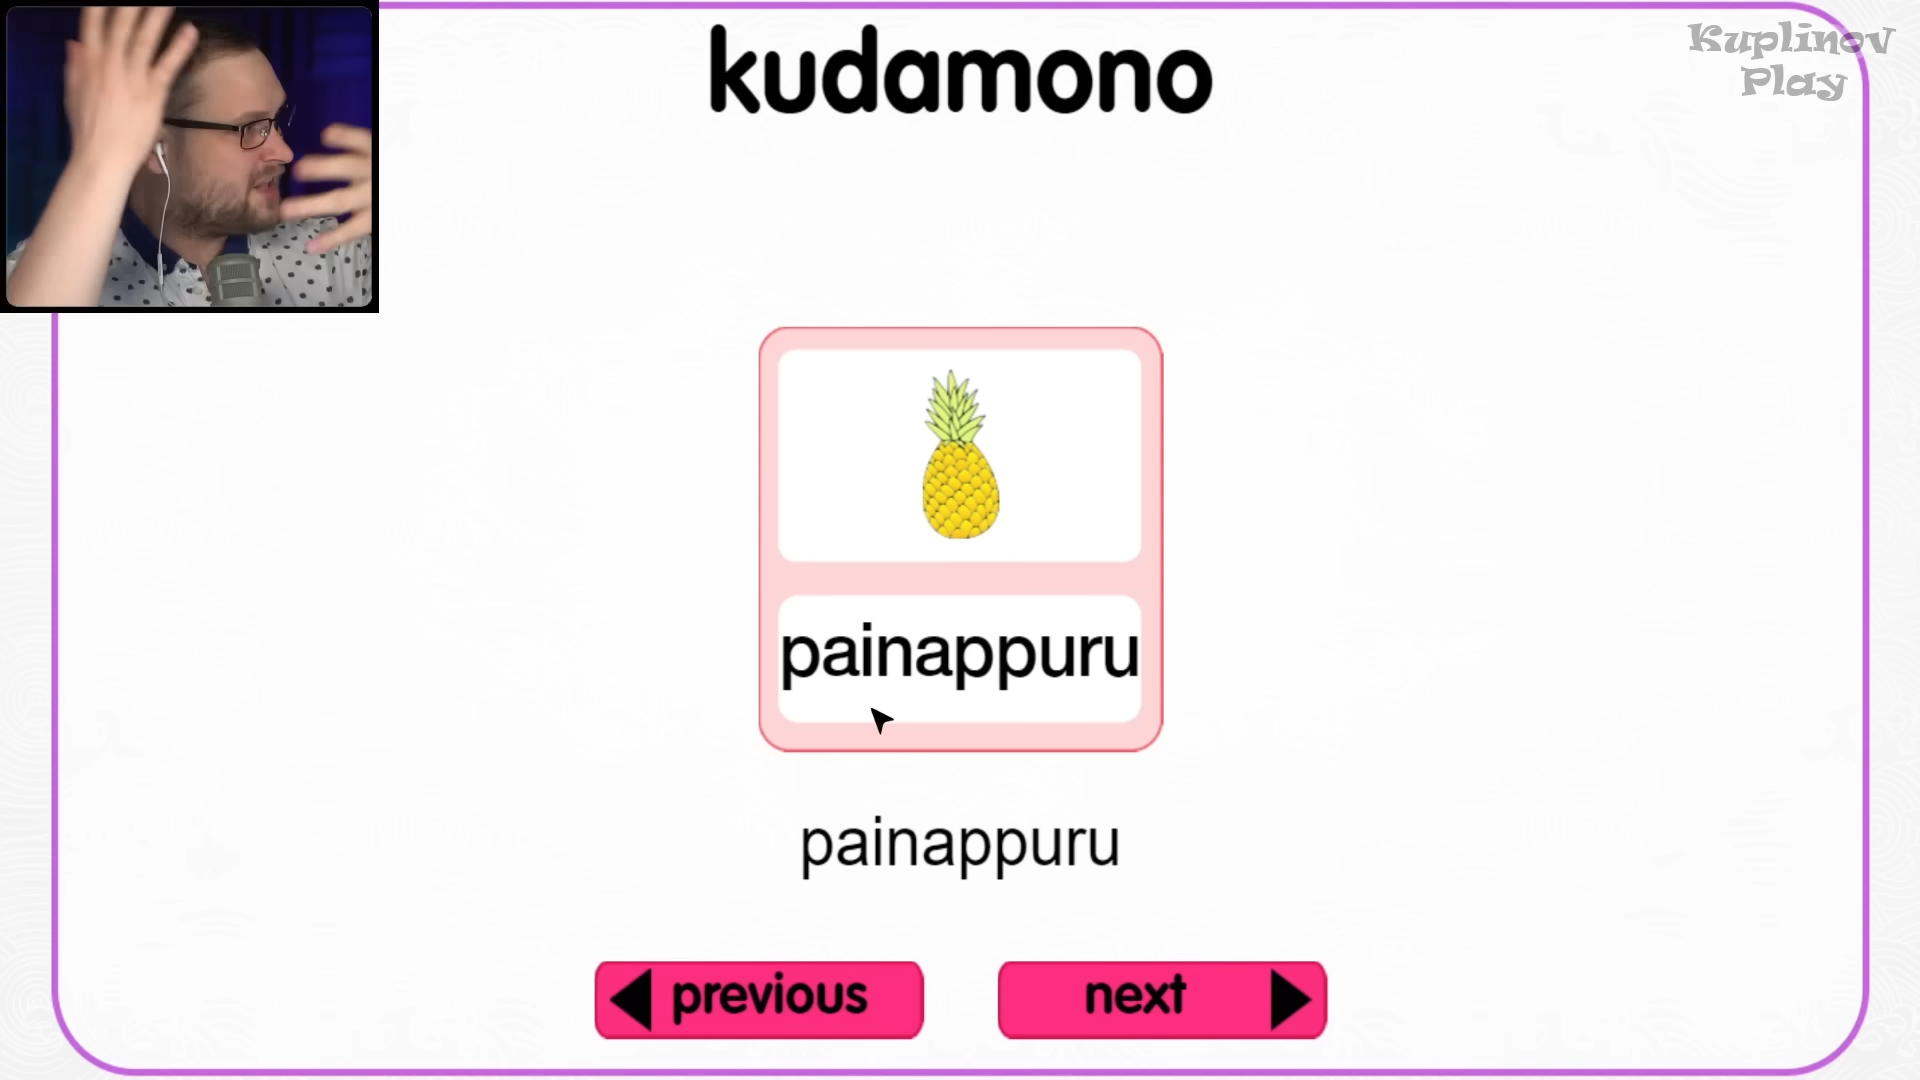 kudamono
Kuplinov
Play
painappuru
painappuru
previous
next